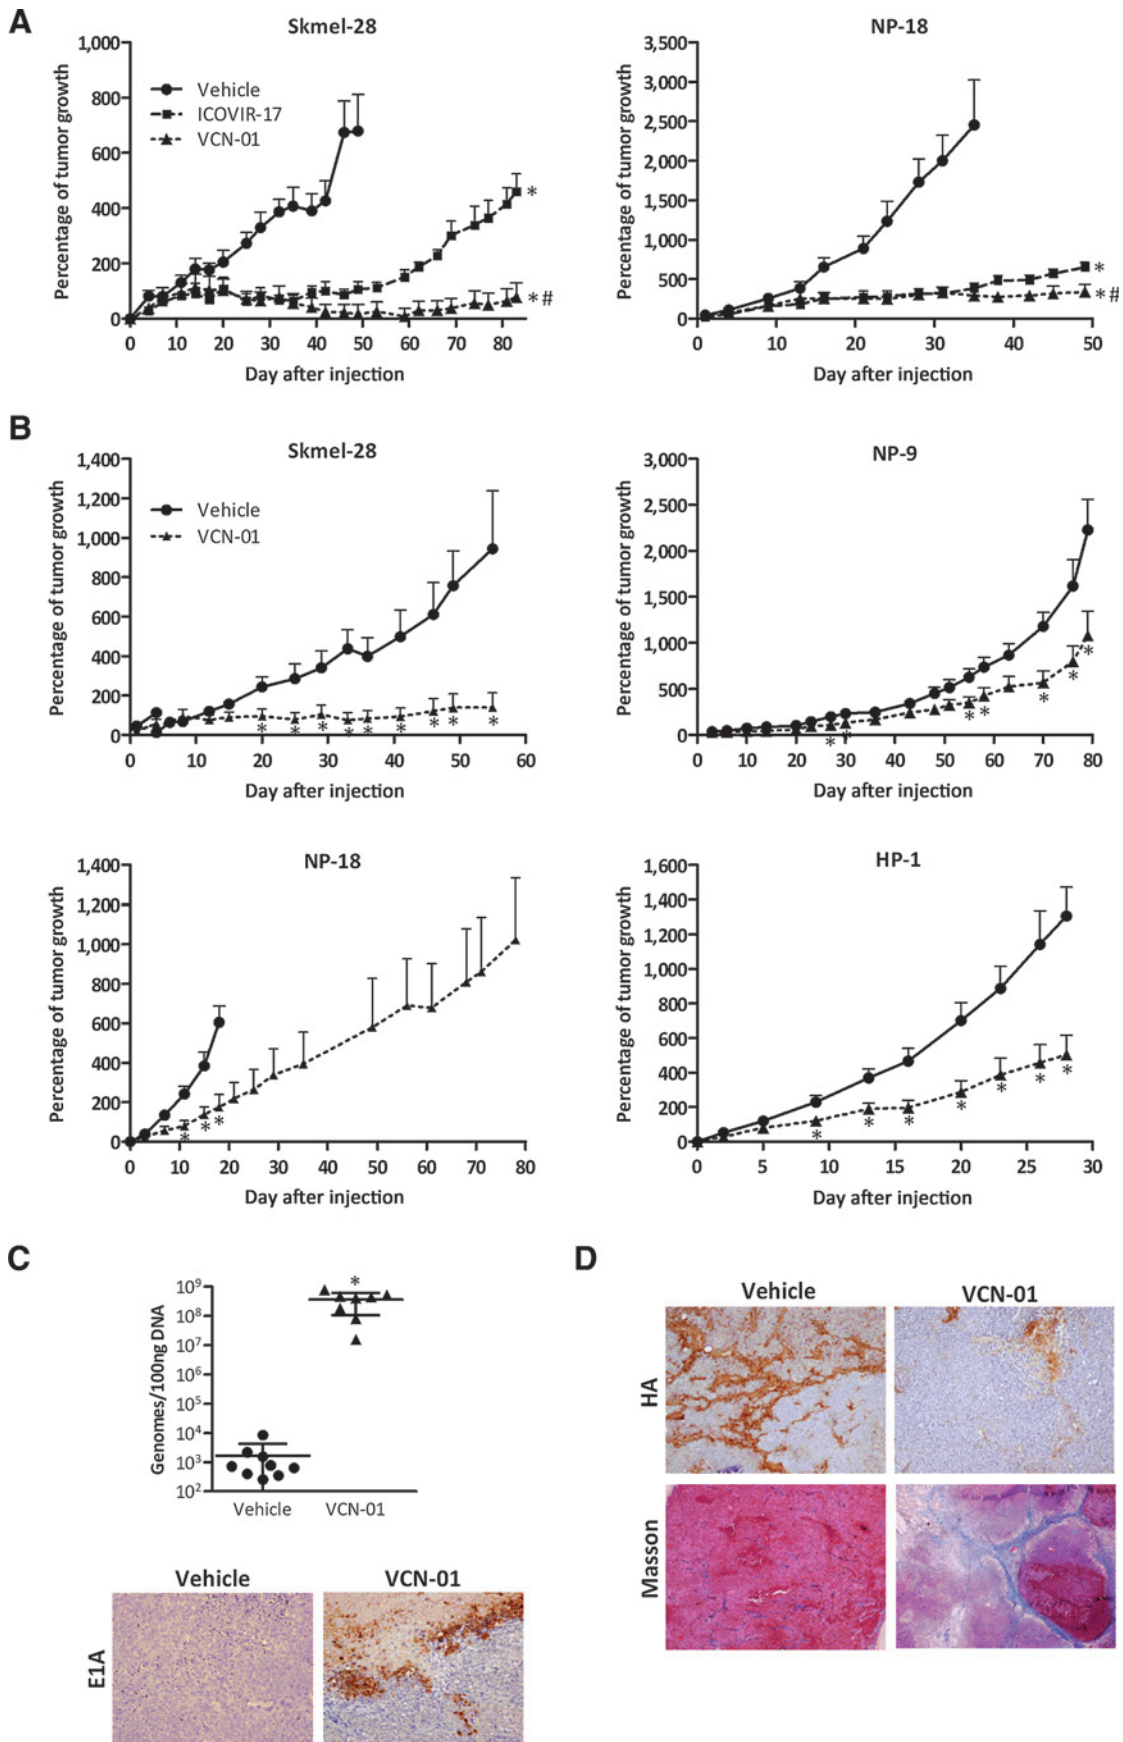 A
Skmel-28
Percentage of tumor growth
1,000
800
600
400
200
0
Vehicle
ICOVIR-17
VCN-01
*
*#
0 10 20 30 40 50 60 70 80
Day after injection
NP-18
Percentage of tumor growth
3,500
3,000
2,500
2,000
1,500
1,000
500
0
*
*#
0 10 20 30 40 50
Day after injection
B
Skmel-28
Percentage of tumor growth
1,400
1,200
1,000
800
600
400
200
0
Vehicle
VCN-01
* * * * * * * * *
0 10 20 30 40 50 60
Day after injection
NP-9
Percentage of tumor growth
3,000
2,500
2,000
1,500
1,000
500
0
* * * * * * *
0 10 20 30 40 50 60 70 80
Day after injection
NP-18
Percentage of tumor growth
1,400
1,200
1,000
800
600
400
200
0
* * *
0 10 20 30 40 50 60 70 80
Day after injection
HP-1
Percentage of tumor growth
1,600
1,400
1,200
1,000
800
600
400
200
0
* * * * * * *
0 5 10 15 20 25 30
Day after injection
C
Genomes/100ng DNA
10⁹
10⁸
10⁷
10⁶
10⁵
10⁴
10³
10²
*
Vehicle VCN-01
Vehicle VCN-01
E1A
D
Vehicle VCN-01
HA
Masson